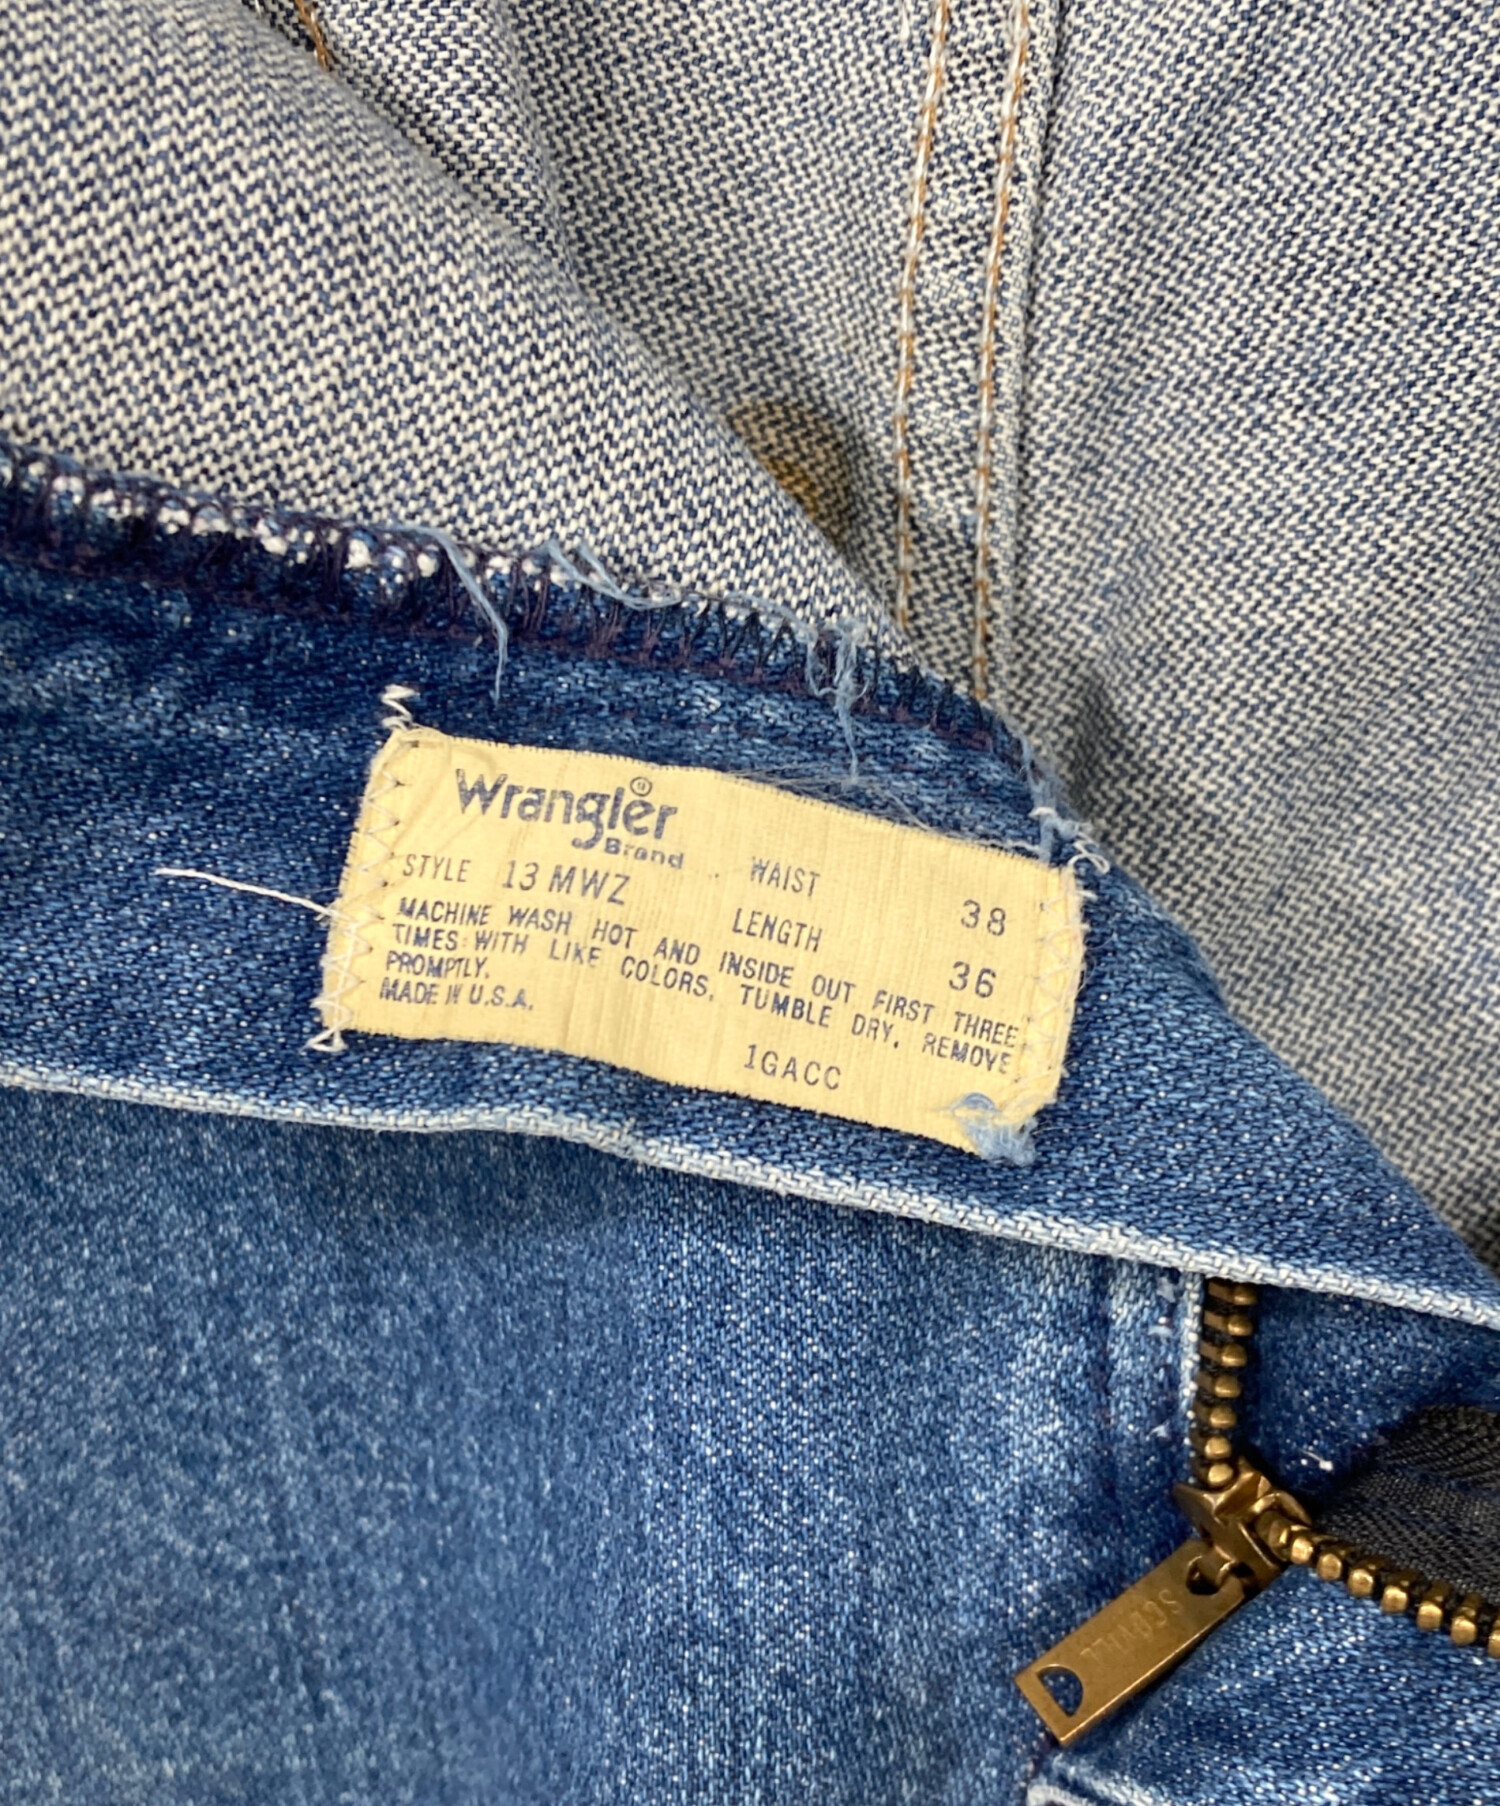 Wrangler ®
Brand
STYLE 13 MWZ WAIST 38
LENGTH 36
MACHINE WASH HOT AND INSIDE OUT FIRST THREE
TIMES WITH LIKE COLORS. TUMBLE DRY. REMOVE
PROMPTLY.
MADE IN U.S.A.
1GACC
SCOVILL